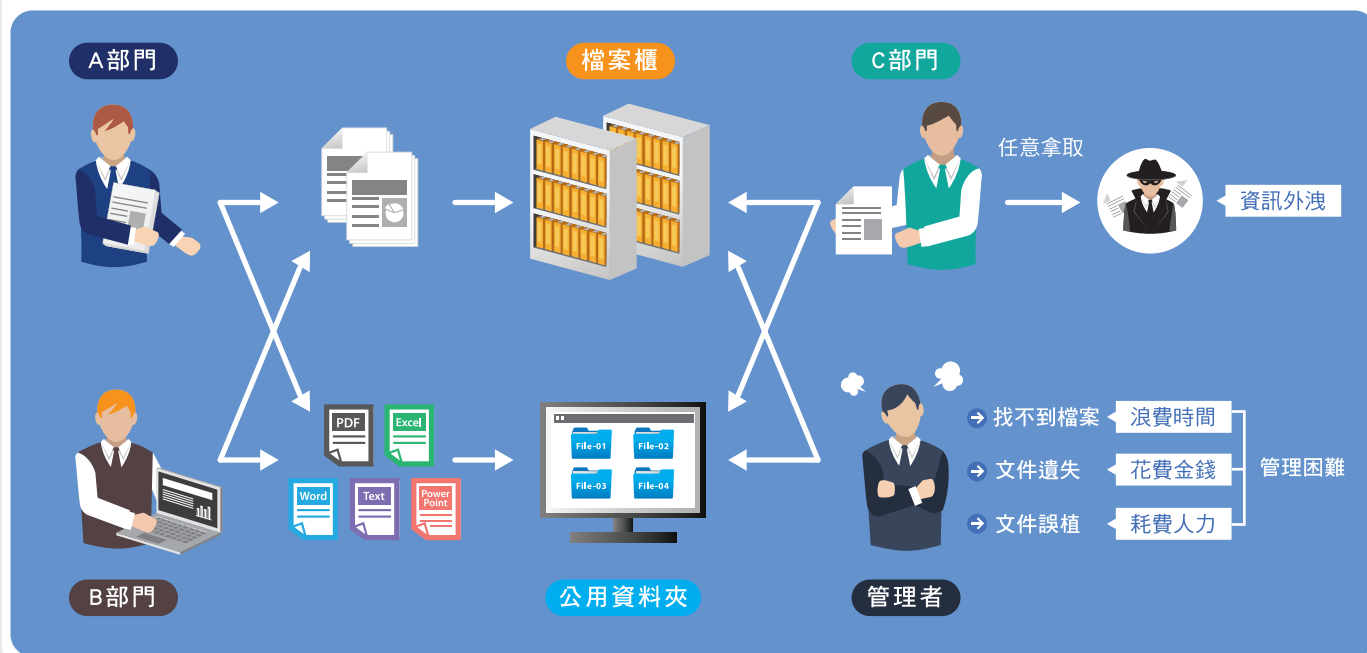 A部門
檔案櫃
C部門
任意拿取
資訊外洩
PDF
Excel
Word
Text
Power
Point
File-01
File-02
File-03
File-04
找不到檔案
浪費時間
文件遺失
花費金錢
管理困難
文件誤植
耗費人力
B部門
公用資料夾
管理者